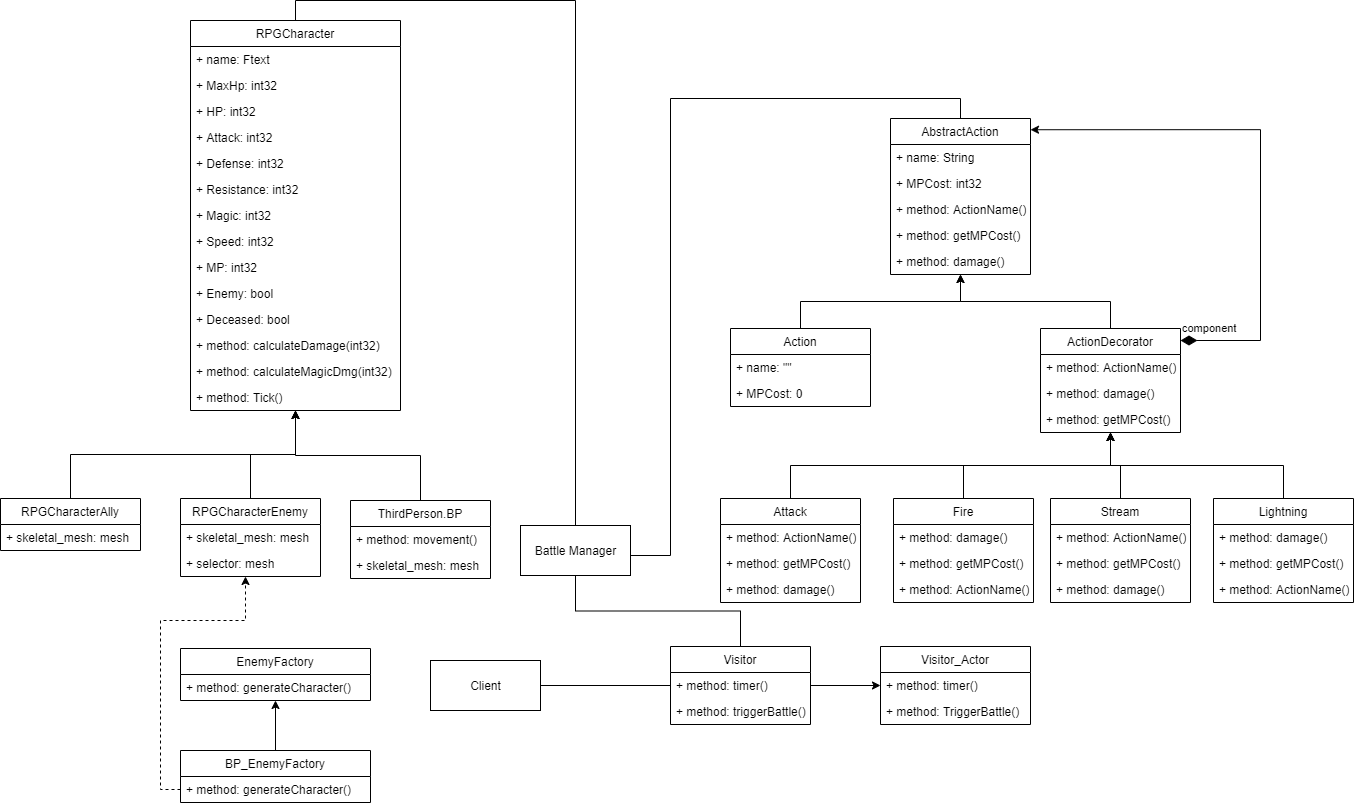 RPGCharacter
+ name: Ftext
+ MaxHp: int32
+ HP: int32
+ Attack: int32
+ Defense: int32
+ Resistance: int32
+ Magic: int32
+ Speed: int32
+ MP: int32
+ Enemy: bool
+ Deceased: bool
+ method: calculateDamage(int32)
+ method: calculateMagicDmg(int32)
+ method: Tick()
AbstractAction
+ name: String
+ MPCost: int32
+ method: ActionName()
+ method: getMPCost()
+ method: damage()
Action
+ name: ""
+ MPCost: 0
component
ActionDecorator
+ method: ActionName()
+ method: damage()
+ method: getMPCost()
RPGCharacterAlly
+ skeletal_mesh: mesh
RPGCharacterEnemy
+ skeletal_mesh: mesh
+ selector: mesh
ThirdPerson.BP
+ method: movement()
+ skeletal_mesh: mesh
Battle Manager
Attack
+ method: ActionName()
+ method: getMPCost()
+ method: damage()
Fire
+ method: damage()
+ method: getMPCost()
+ method: ActionName()
Stream
+ method: ActionName()
+ method: getMPCost()
+ method: damage()
Lightning
+ method: damage()
+ method: getMPCost()
+ method: ActionName()
EnemyFactory
+ method: generateCharacter()
BP_EnemyFactory
+ method: generateCharacter()
Client
Visitor
+ method: timer()
+ method: triggerBattle()
Visitor_Actor
+ method: timer()
+ method: TriggerBattle()